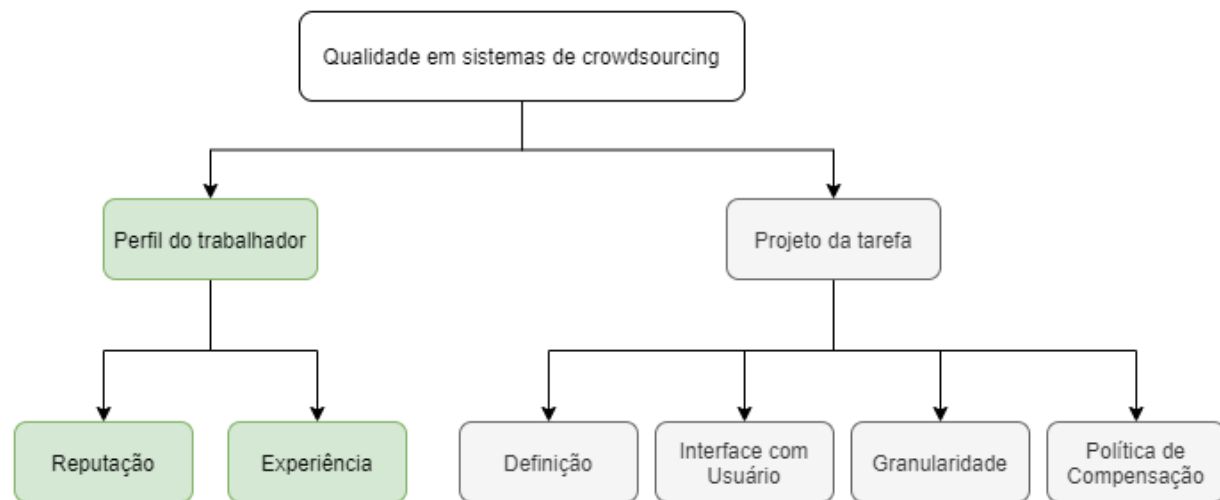 Qualidade em sistemas de crowdsourcing
Perfil do trabalhador
Projeto da tarefa
Reputação
Experiência
Definição
Interface com
Usuário
Granularidade
Política de
Compensação